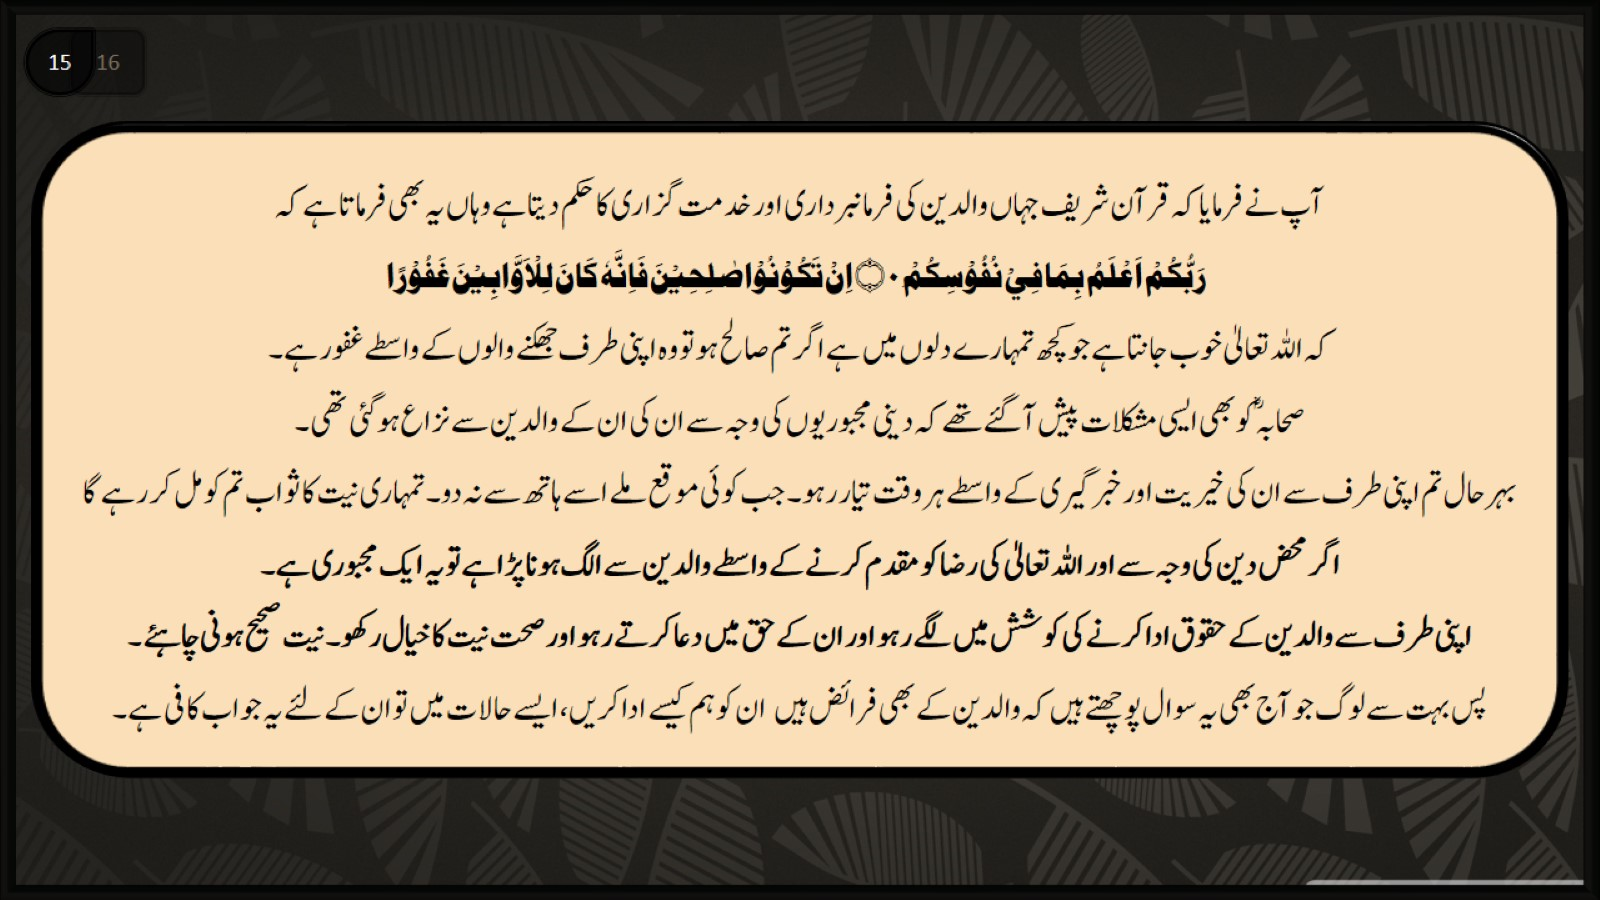 15 16
آپ نے فرمایا کہ قرآن شریف جہاں والدین کی فرمانبرداری اور خدمت گزاری کا حکم دیتا ہے وہاں یہ بھی فرماتا ہے کہ
رَبُّكُمْ اَعْلَمُ بِمَا فِيْ نُفُوْسِكُمْ ۰۝ اِنْ تَكُوْنُوْا صٰلِحِيْنَ فَاِنَّهٗ كَانَ لِلْاَوَّابِيْنَ غَفُوْرًا
کہ اللہ تعالیٰ خوب جانتا ہے جو کچھ تمہارے دلوں میں ہے اگر تم صالح ہو تو وہ اپنی طرف جھکنے والوں کے واسطے غفور ہے۔
صحابہؓ کو بھی ایسی مشکلات پیش آ گئے تھے کہ دینی مجبوریوں کی وجہ سے ان کی ان کے والدین سے نزاع ہو گئی تھی۔
بہر حال تم اپنی طرف سے ان کی خیریت اور خبر گیری کے واسطے ہر وقت تیار رہو۔ جب کوئی موقع ملے اسے ہاتھ سے نہ دو۔ تمہاری نیت کا ثواب تم کو مل کر رہے گا
اگر محض دین کی وجہ سے اور اللہ تعالیٰ کی رضا کو مقدم کرنے کے واسطے والدین سے الگ ہونا پڑا ہے تو یہ ایک مجبوری ہے۔
اپنی طرف سے والدین کے حقوق ادا کرنے کی کوشش میں لگے رہو اور ان کے حق میں دعا کرتے رہو اور صحت نیت کا خیال رکھو۔ نیت صحیح ہونی چاہئے۔
پس بہت سے لوگ جو آج بھی یہ سوال پوچھتے ہیں کہ والدین کے بھی فرائض ہیں ان کو ہم کیسے ادا کریں، ایسے حالات میں تو ان کے لئے یہ جواب کافی ہے۔